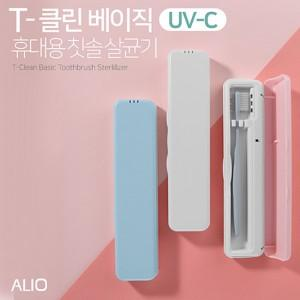 T- 클린 베이직 UV-C
휴대용 칫솔 살균기
T-Clean Basic Toothbrush Sterilizer
ALIO